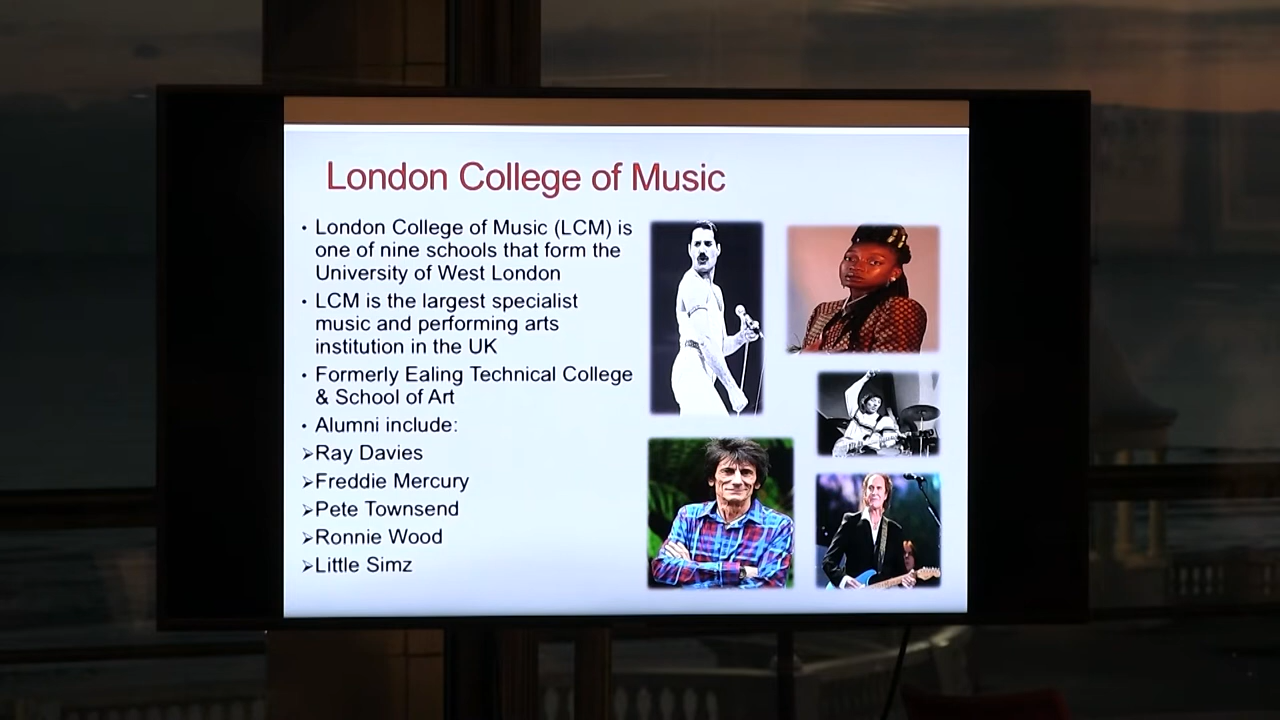 London College of Music
• London College of Music (LCM) is
one of nine schools that form the
University of West London
• LCM is the largest specialist
music and performing arts
institution in the UK
• Formerly Ealing Technical College
& School of Art
• Alumni include:
➢Ray Davies
➢Freddie Mercury
➢Pete Townsend
➢Ronnie Wood
➢Little Simz